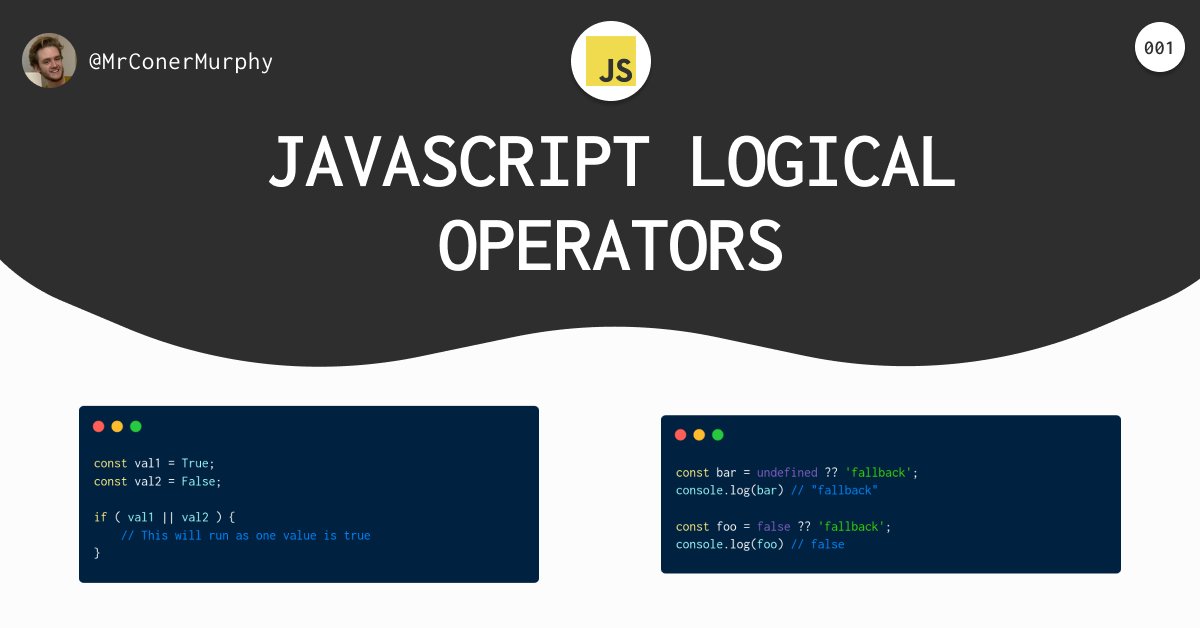 @MrConerMurphy
JS
001
JAVASCRIPT LOGICAL
OPERATORS
const val1 = True;
const val2 = False;
if ( val1 || val2 ) {
// This will run as one value is true
}
const bar = undefined ?? 'fallback';
console.log(bar) // "fallback"
const foo = false ?? 'fallback';
console.log(foo) // false